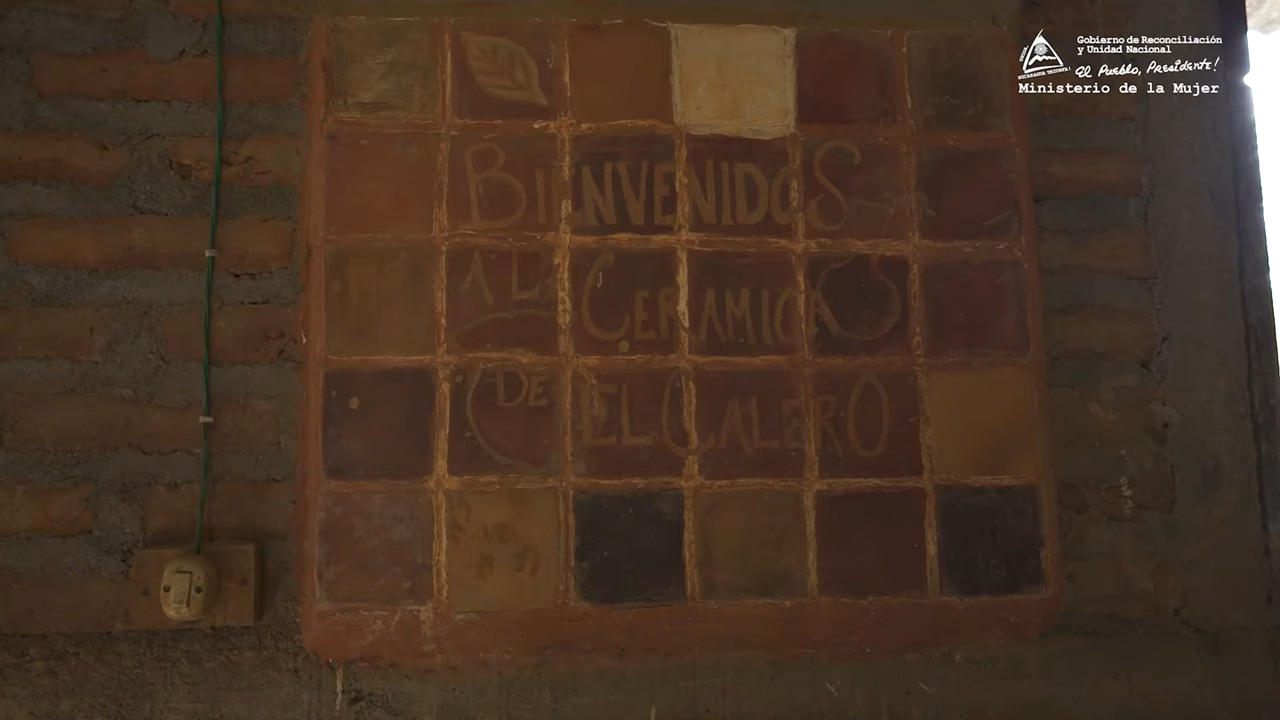 Gobierno de Reconciliación
y Unidad Nacional
El Pueblo, Presidente!
Ministerio de la Mujer
BIENVENIDOS
A LA CERAMICA
DE EL CALERO